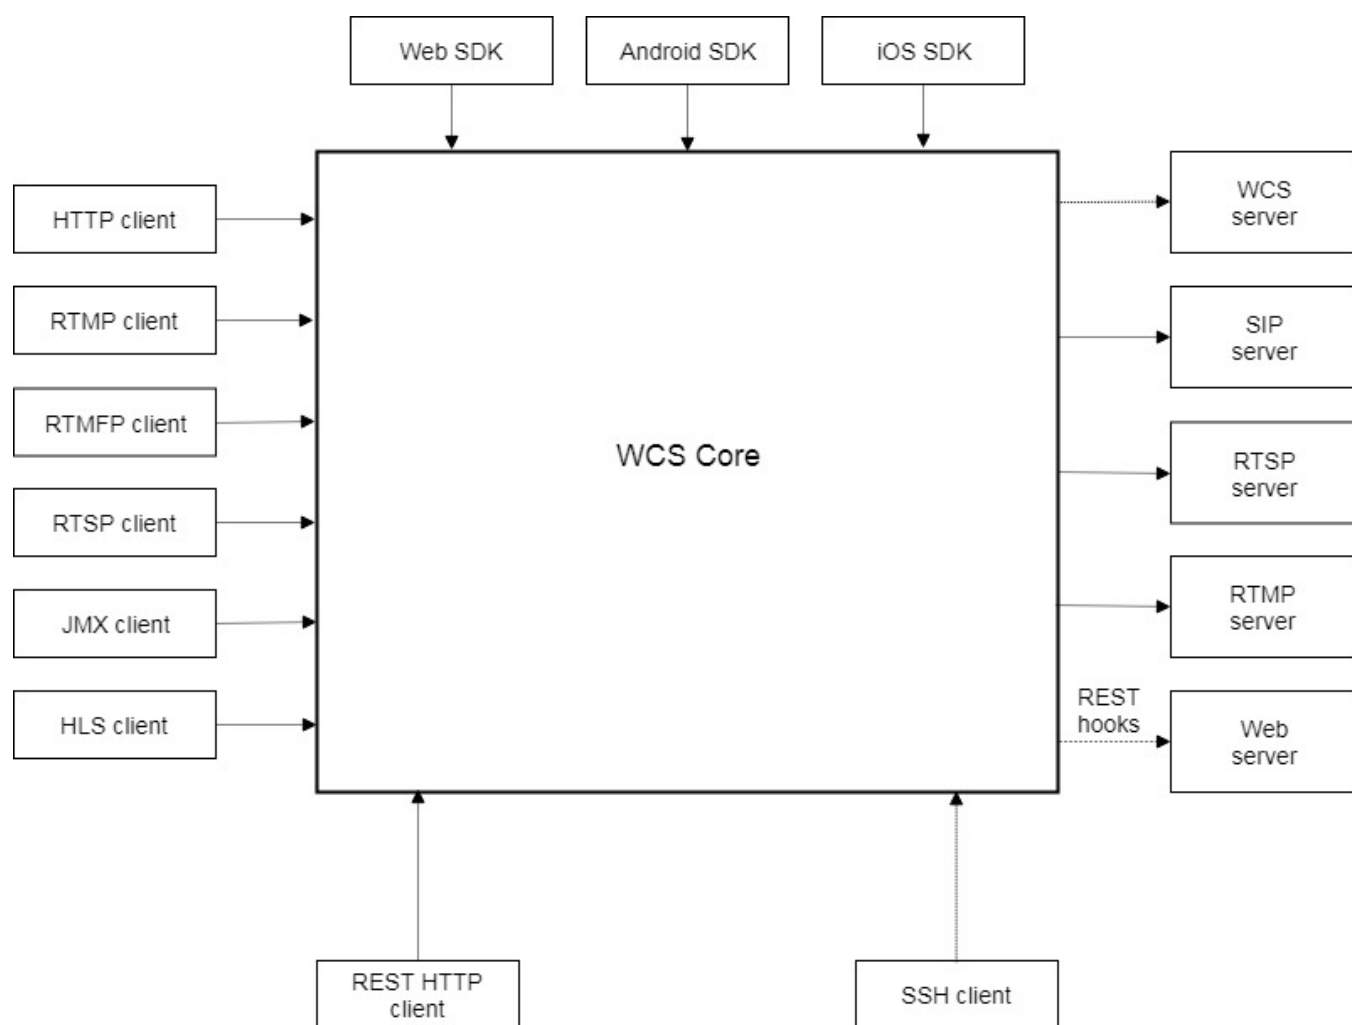 Web SDK
Android SDK
iOS SDK
HTTP client
RTMP client
RTMFP client
RTSP client
JMX client
HLS client
WCS Core
WCS
server
SIP
server
RTSP
server
RTMP
server
REST
hooks
Web
server
REST HTTP
client
SSH client